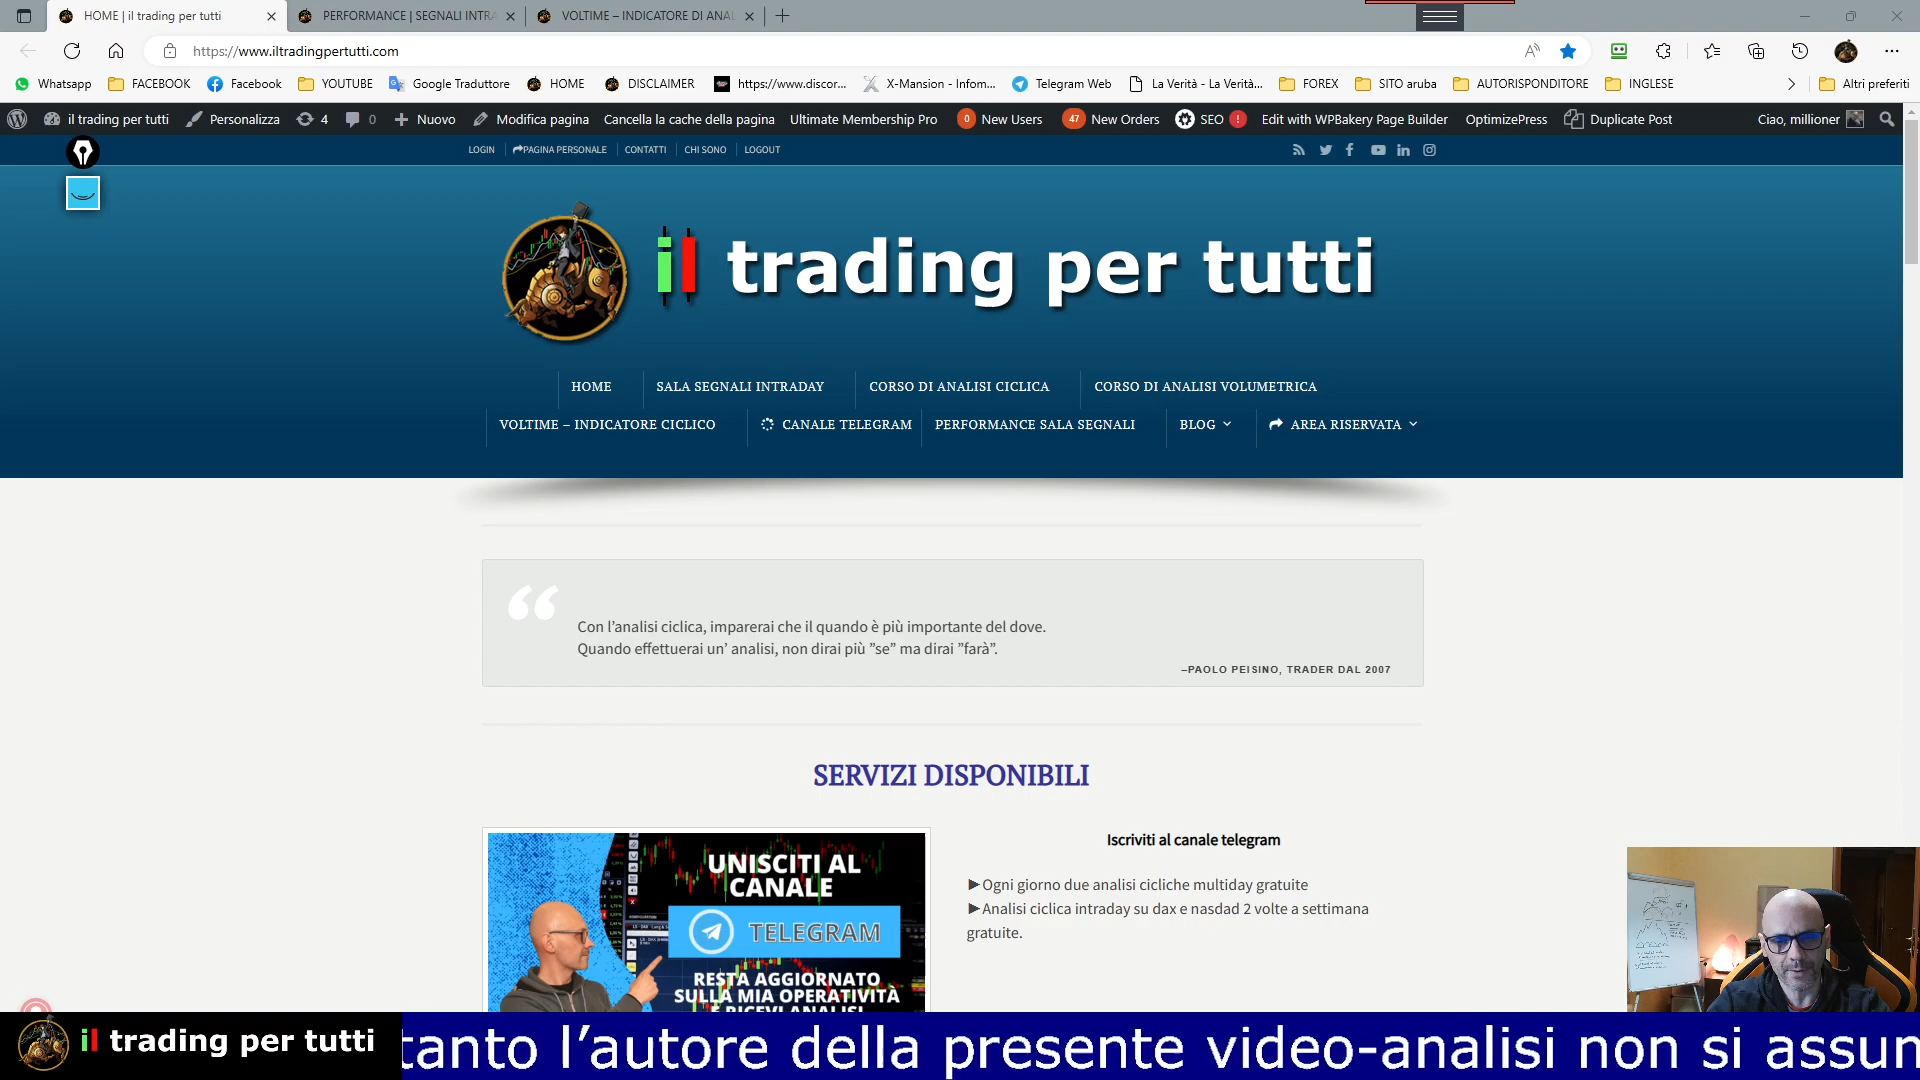 HOME | il trading per tutti
PERFORMANCE | SEGNALI INTRA
VOLTIME – INDICATORE DI ANAL
https://www.iltradingpertutti.com
Whatsapp
FACEBOOK
Facebook
YOUTUBE
Google Traduttore
HOME
DISCLAIMER
https://www.discor...
X-Mansion - Infom...
Telegram Web
La Verità - La Verità...
FOREX
SITO aruba
AUTORISPONDITORE
INGLESE
Altri preferiti
il trading per tutti
Personalizza
4
0
Nuovo
Modifica pagina
Cancella la cache della pagina
Ultimate Membership Pro
0 New Users
47 New Orders
SEO !
Edit with WPBakery Page Builder
OptimizePress
Duplicate Post
Ciao, millioner
LOGIN
PAGINA PERSONALE
CONTATTI
CHI SONO
LOGOUT
il trading per tutti
HOME
SALA SEGNALI INTRADAY
CORSO DI ANALISI CICLICA
CORSO DI ANALISI VOLUMETRICA
VOLTIME – INDICATORE CICLICO
CANALE TELEGRAM
PERFORMANCE SALA SEGNALI
BLOG
AREA RISERVATA
Con l’analisi ciclica, imparerai che il quando è più importante del dove.
Quando effettuerai un’ analisi, non dirai più ”se” ma dirai ”farà”.
–PAOLO PEISINO, TRADER DAL 2007
SERVIZI DISPONIBILI
UNISCITI AL
CANALE
TELEGRAM
RESTA AGGIORNATO
SULLA MIA OPERATIVITÀ
E RICEVI ANALISI
Iscriviti al canale telegram
►Ogni giorno due analisi cicliche multiday gratuite
►Analisi ciclica intraday su dax e nasdad 2 volte a settimana
gratuite.
il trading per tutti
tanto l’autore della presente video-analisi non si assun